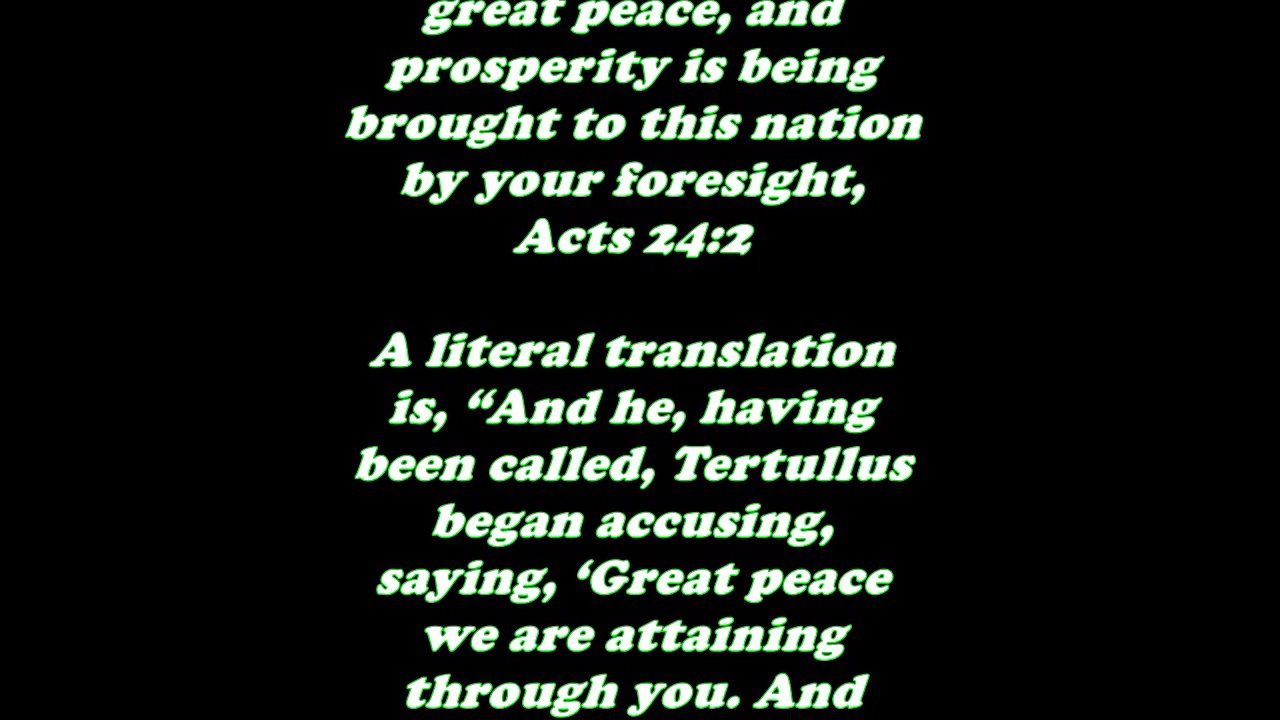 great peace, and
prosperity is being
brought to this nation
by your foresight,
Acts 24:2
A literal translation
is, “And he, having
been called, Tertullus
began accusing,
saying, ‘Great peace
we are attaining
through you. And